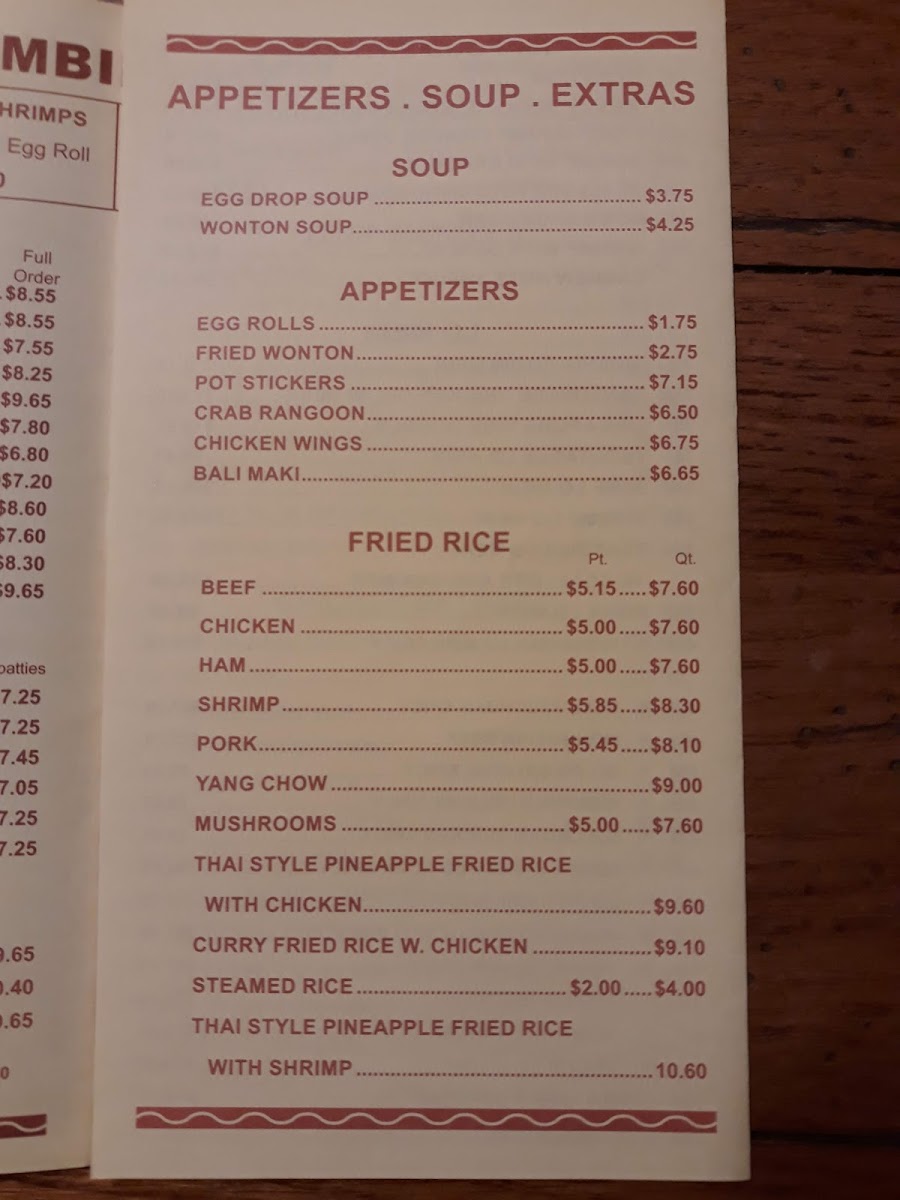 MBI
HRIMPS
Egg Roll
Full
Order
$8.55
$8.55
$7.55
$8.25
$9.65
$7.80
$6.80
$7.20
$8.60
$7.60
$8.30
$9.65
patties
7.25
7.25
7.45
7.05
7.25
7.25
.65
.40
.65
APPETIZERS . SOUP . EXTRAS
SOUP
EGG DROP SOUP ........................................ $3.75
WONTON SOUP........................................ $4.25
APPETIZERS
EGG ROLLS ........................................ $1.75
FRIED WONTON........................................ $2.75
POT STICKERS ........................................ $7.15
CRAB RANGOON........................................ $6.50
CHICKEN WINGS ........................................ $6.75
BALI MAKI........................................ $6.65
FRIED RICE
Pt. Qt.
BEEF ........................................ $5.15.....$7.60
CHICKEN ........................................ $5.00.....$7.60
HAM........................................ $5.00.....$7.60
SHRIMP........................................ $5.85.....$8.30
PORK........................................ $5.45.....$8.10
YANG CHOW ........................................ $9.00
MUSHROOMS ........................................ $5.00.....$7.60
THAI STYLE PINEAPPLE FRIED RICE
WITH CHICKEN........................................ $9.60
CURRY FRIED RICE W. CHICKEN .................... $9.10
STEAMED RICE........................................ $2.00.....$4.00
THAI STYLE PINEAPPLE FRIED RICE
WITH SHRIMP ........................................ 10.60